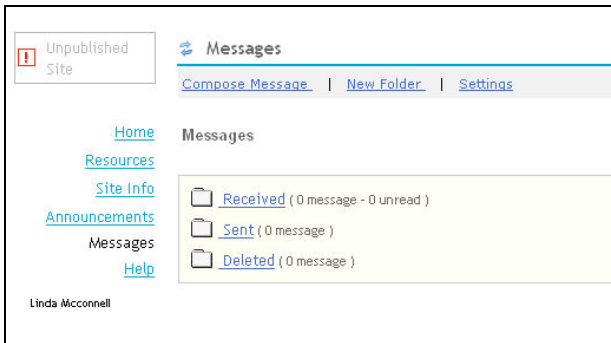 Unpublished
Site
Messages
Compose Message | New Folder | Settings
Home
Resources
Site Info
Announcements
Messages
Help
Linda Mcconnell
Messages
Received ( 0 message - 0 unread )
Sent ( 0 message )
Deleted ( 0 message )